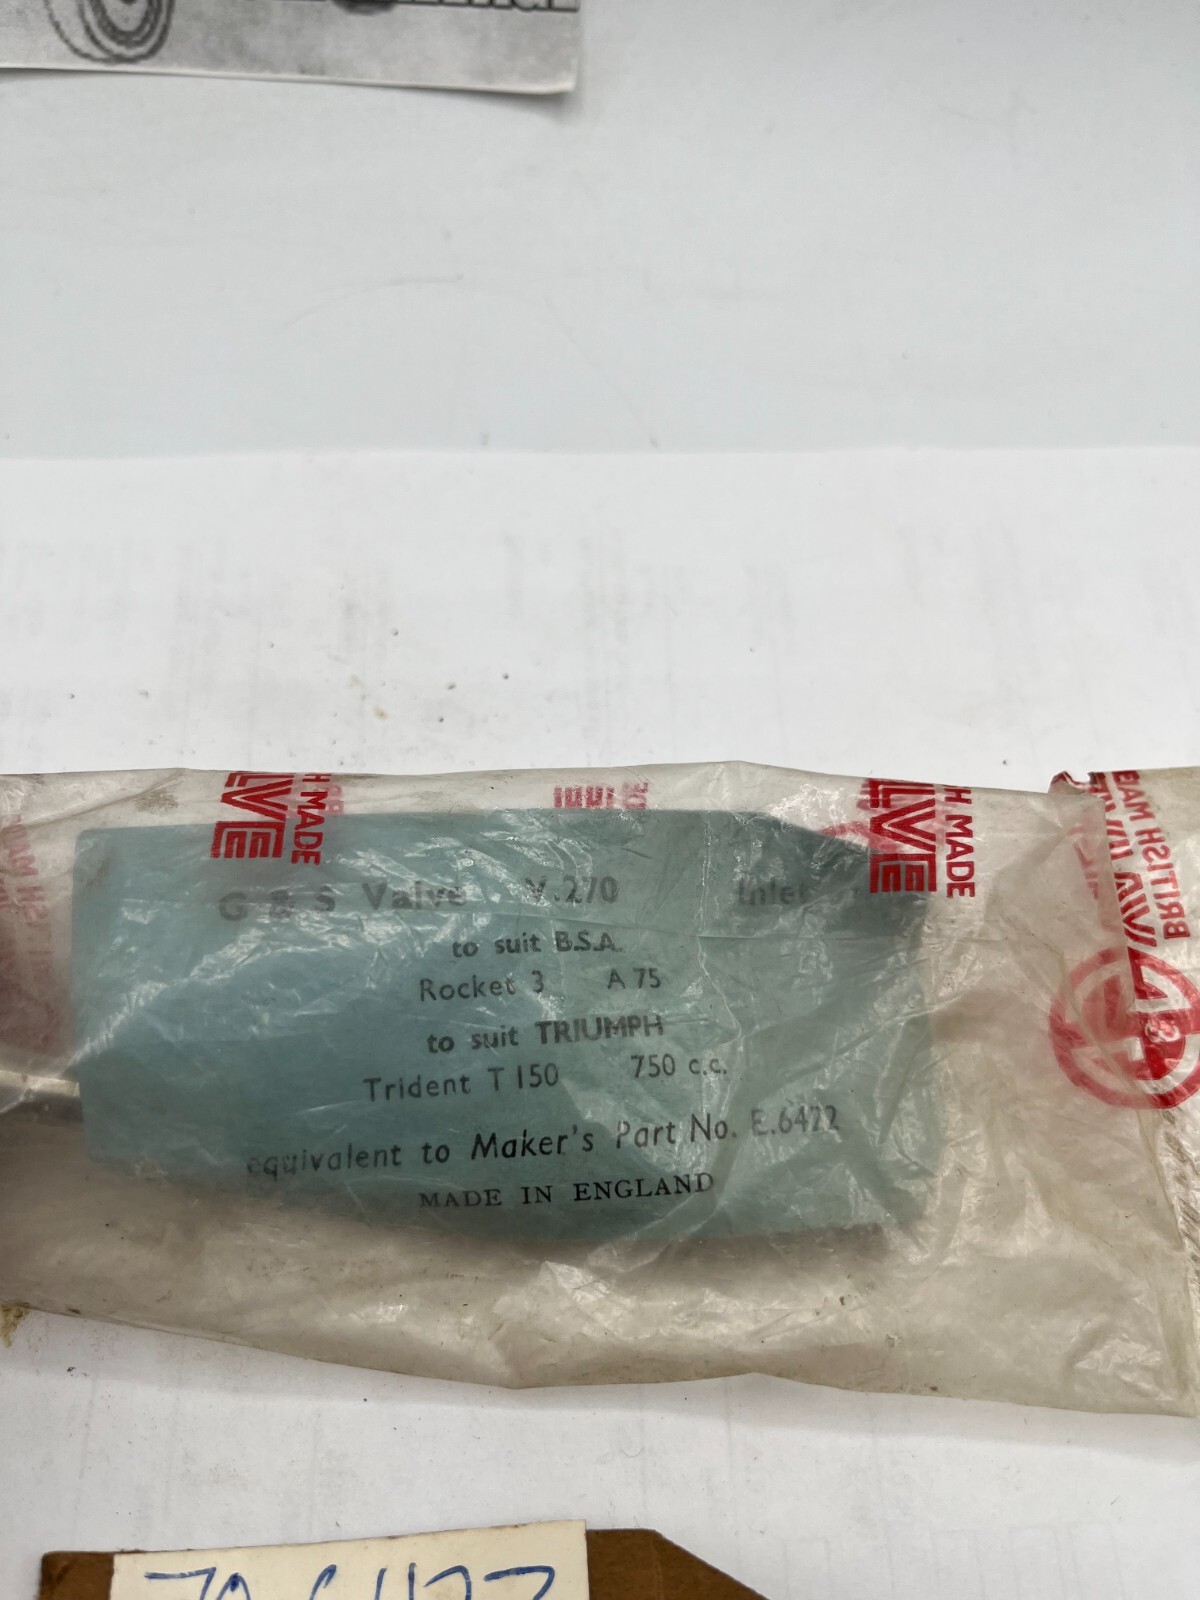 H MADE
LVE
H MADE
LVE
BRITISH MA
G & S Valve V.270 Inlet
to suit B.S.A.
Rocket 3 A 75
to suit TRIUMPH
Trident T 150 750 c.c.
equivalent to Maker's Part No. E.6422
MADE IN ENGLAND